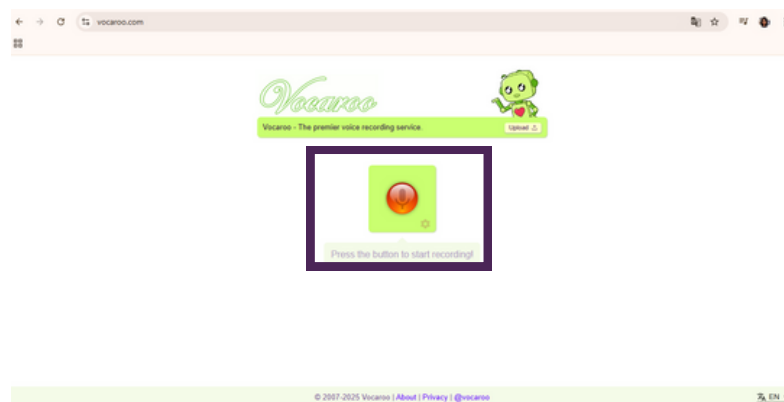 vocaroo.com
Vocaroo
Vocaroo - The premier voice recording service.
Upload
Press the button to start recording!
© 2007-2025 Vocaroo | About | Privacy | @vocaroo
EN